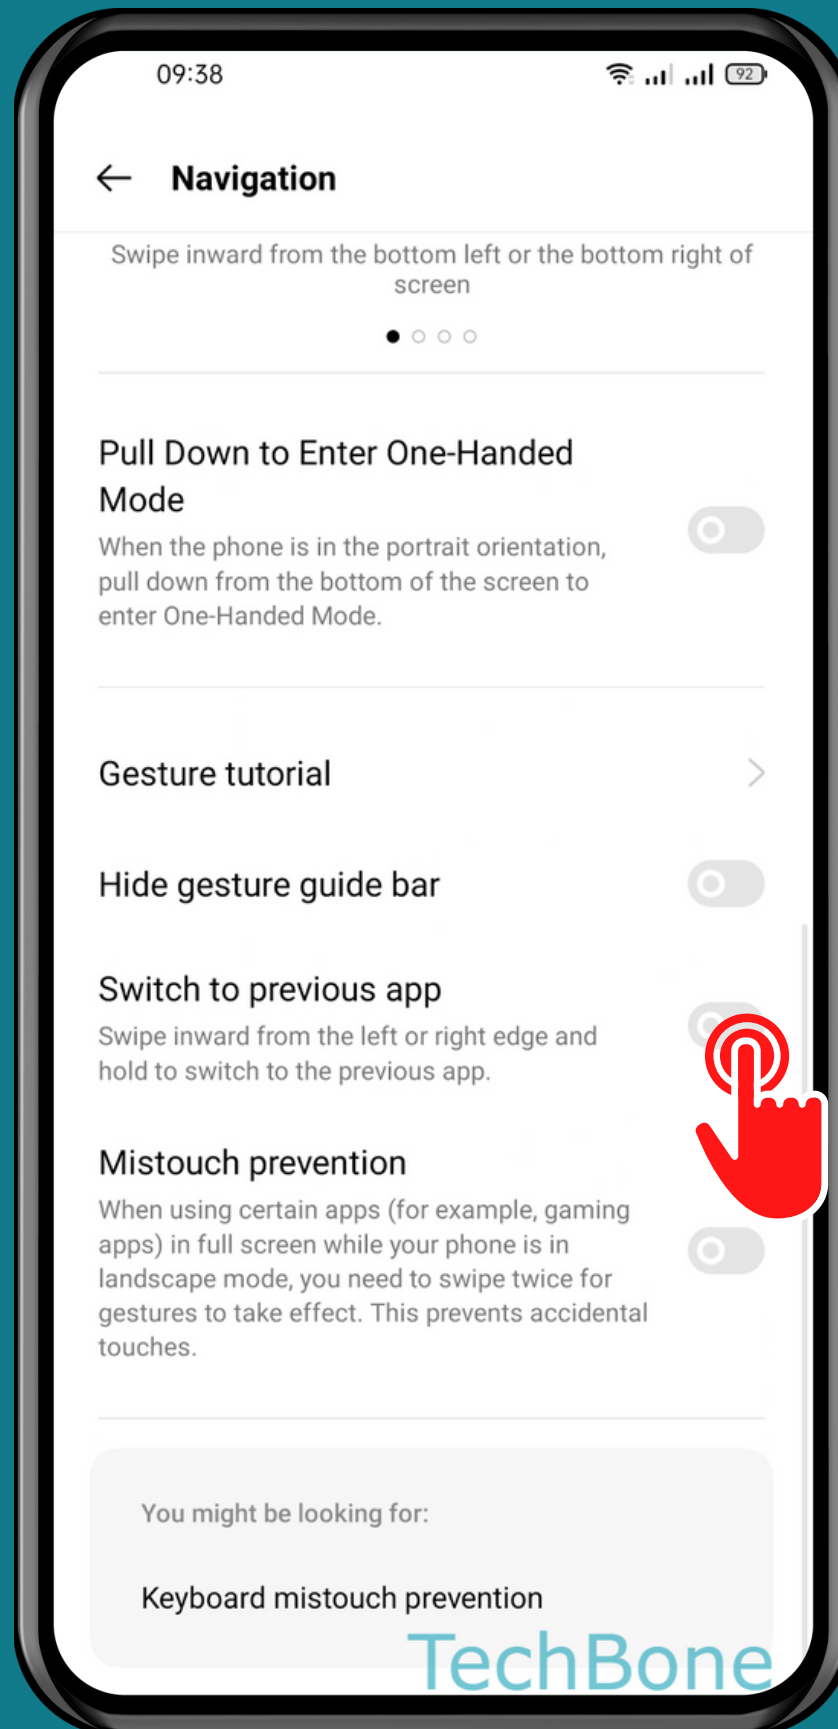 09:38
92
Navigation
Swipe inward from the bottom left or the bottom right of
screen
Pull Down to Enter One-Handed
Mode
When the phone is in the portrait orientation,
pull down from the bottom of the screen to
enter One-Handed Mode.
Gesture tutorial
Hide gesture guide bar
Switch to previous app
Swipe inward from the left or right edge and
hold to switch to the previous app.
Mistouch prevention
When using certain apps (for example, gaming
apps) in full screen while your phone is in
landscape mode, you need to swipe twice for
gestures to take effect. This prevents accidental
touches.
You might be looking for:
Keyboard mistouch prevention
TechBone